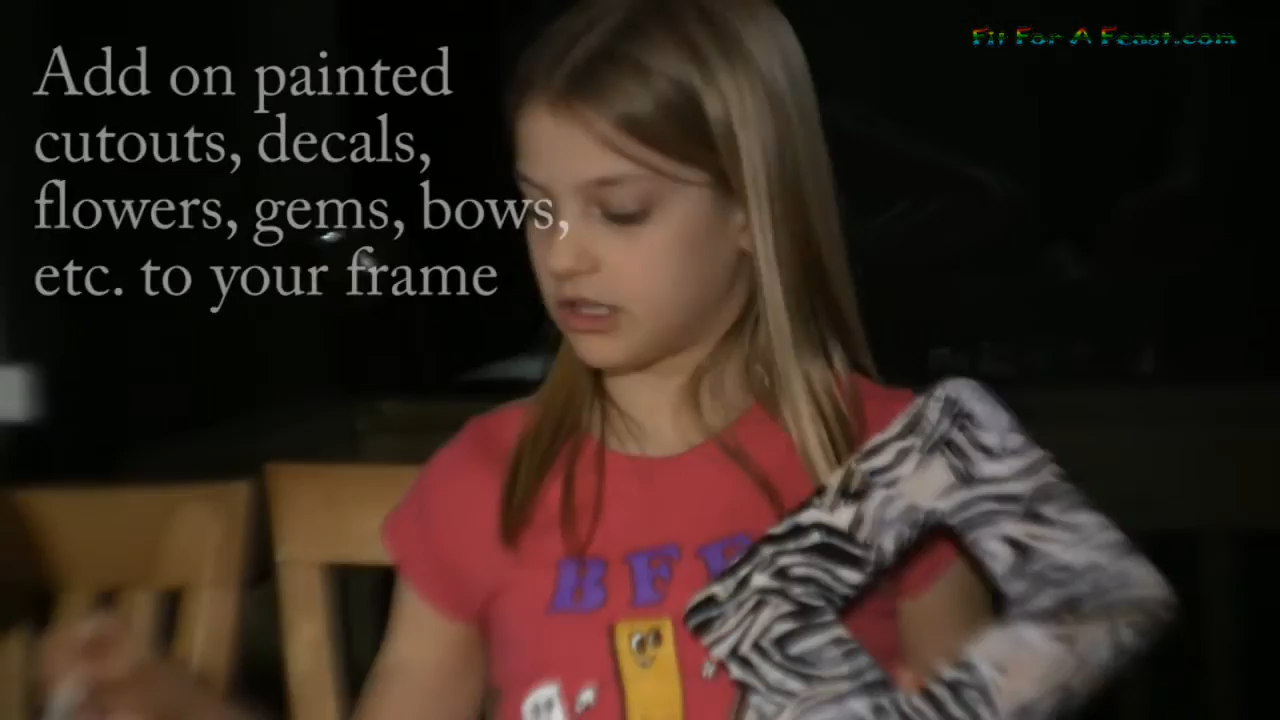 Add on painted
cutouts, decals,
flowers, gems, bows,
etc. to your frame
Fit For A Feast.com
BFF